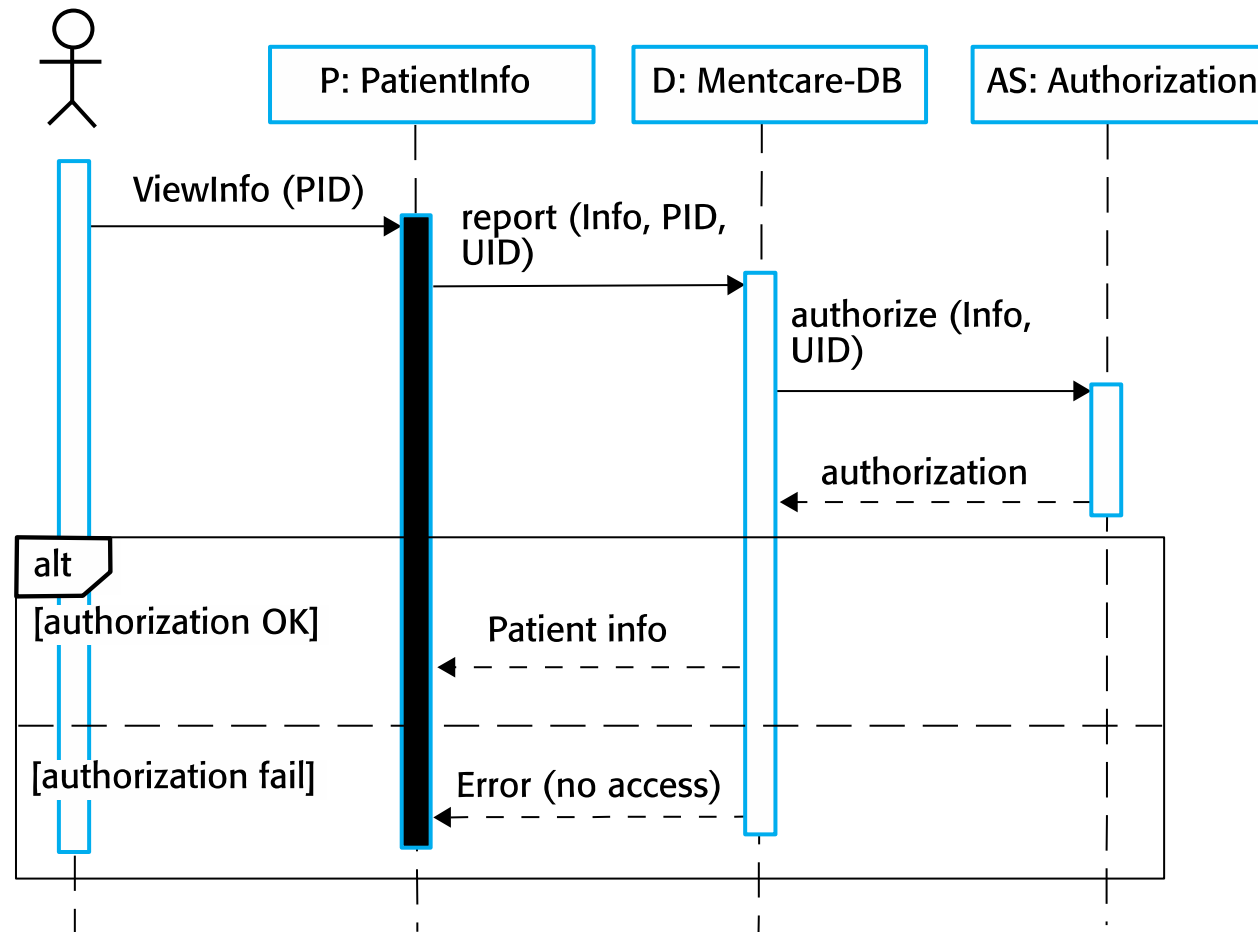 P: PatientInfo
D: Mentcare-DB
AS: Authorization
ViewInfo (PID)
report (Info, PID,
UID)
authorize (Info,
UID)
authorization
alt
[authorization OK]
Patient info
[authorization fail]
Error (no access)